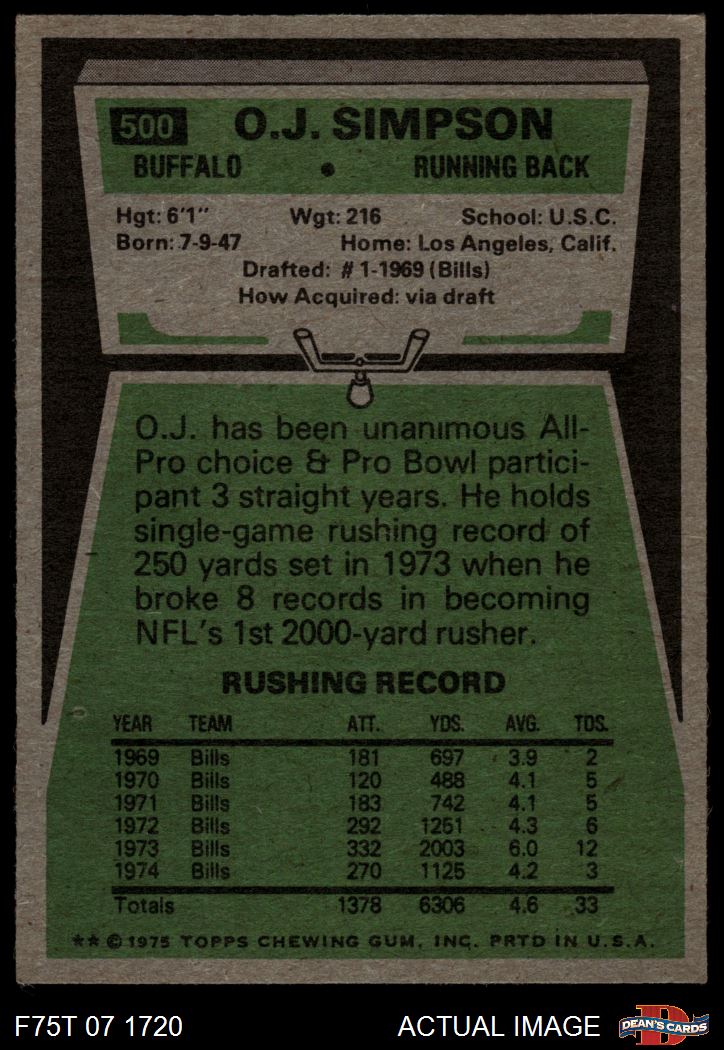 500 O.J. SIMPSON
BUFFALO • RUNNING BACK
Hgt: 6'1" Wgt: 216 School: U.S.C.
Born: 7-9-47 Home: Los Angeles, Calif.
Drafted: #1-1969 (Bills)
How Acquired: via draft
O.J. has been unanimous All-
Pro choice & Pro Bowl partici-
pant 3 straight years. He holds
single-game rushing record of
250 yards set in 1973 when he
broke 8 records in becoming
NFL's 1st 2000-yard rusher.
RUSHING RECORD
YEAR TEAM ATT. YDS. AVG. TDS.
1969 Bills 181 697 3.9 2
1970 Bills 120 488 4.1 5
1971 Bills 183 742 4.1 5
1972 Bills 292 1251 4.3 6
1973 Bills 332 2003 6.0 12
1974 Bills 270 1125 4.2 3
Totals 1378 6306 4.6 33
★★ © 1975 TOPPS CHEWING GUM, INC. PRTD IN U.S.A.
F75T 07 1720 ACTUAL IMAGE D DEAN'S CARDS